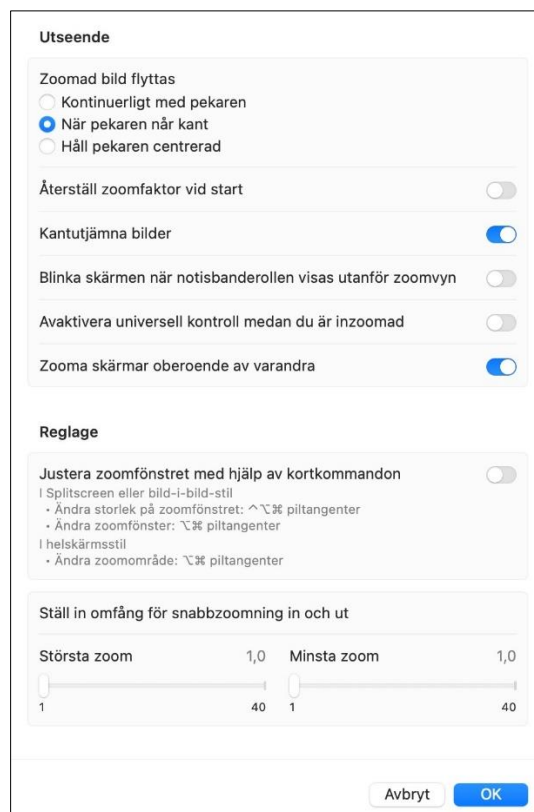 Utseende
Zoomad bild flyttas
Kontinuerligt med pekaren
När pekaren når kant
Håll pekaren centrerad
Återställ zoomfaktor vid start
Kantutjämna bilder
Blinka skärmen när notisbanderollen visas utanför zoomvyn
Avaktivera universell kontroll medan du är inzoomad
Zooma skärmar oberoende av varandra
Reglage
Justera zoomfönstret med hjälp av kortkommandon
I Splitscreen eller bild-i-bild-stil
• Ändra storlek på zoomfönstret: ^⌥⌘ piltangenter
• Ändra zoomfönster: ⌥⌘ piltangenter
I helskärmsstil
• Ändra zoomområde: ⌥⌘ piltangenter
Ställ in omfång för snabbzoomning in och ut
Största zoom 1,0 Minsta zoom 1,0
1 40 1 40
Avbryt OK